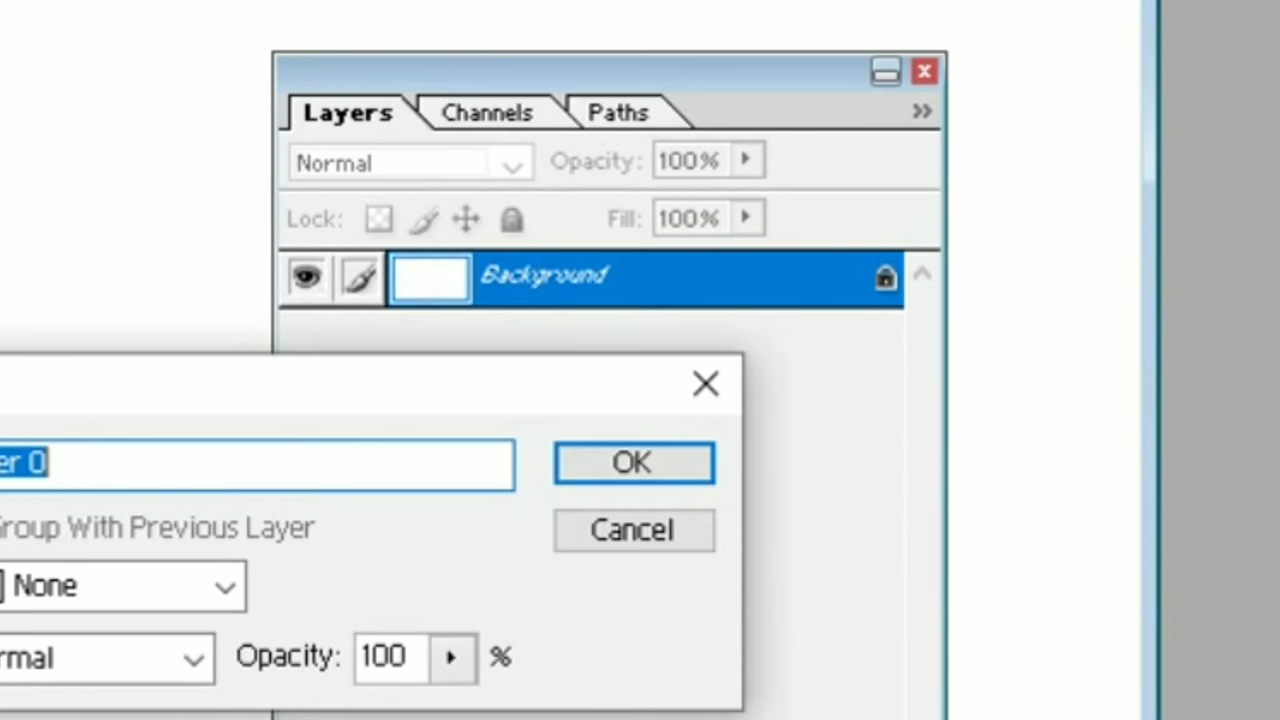 Layers Channels Paths
Normal Opacity: 100%
Lock: Fill: 100%
Background
er 0 OK
Group With Previous Layer Cancel
None
rmal Opacity: 100 %